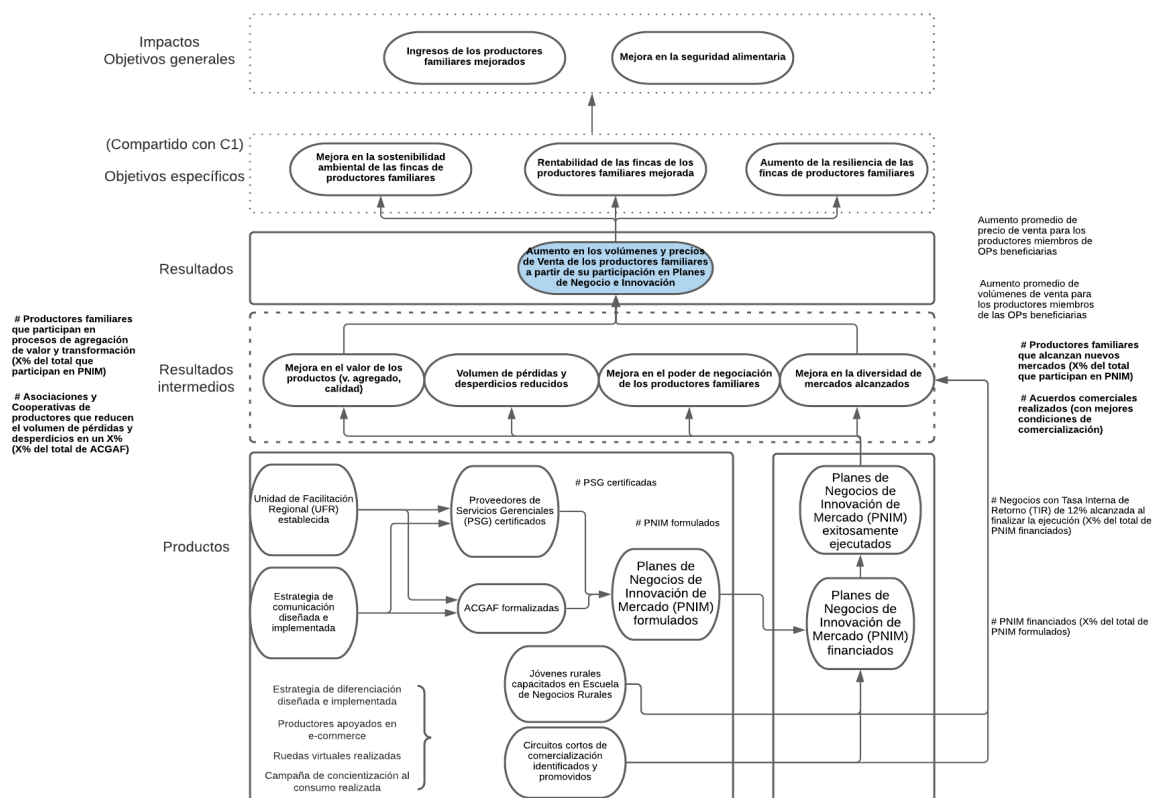 Impactos
Objetivos generales
Ingresos de los productores
familiares mejorados
Mejora en la seguridad alimentaria
(Compartido con C1)
Objetivos específicos
Mejora en la sostenibilidad
ambiental de las fincas de
productores familiares
Rentabilidad de las fincas de los
productores familiares mejorada
Aumento de la resiliencia de las
fincas de productores familiares
Resultados
Aumento en los volúmenes y precios
de Venta de los productores familiares
a partir de su participación en Planes
de Negocio e Innovación
Aumento promedio de
precio de venta para los
productores miembros de
OPs beneficiarias
Aumento promedio de
volúmenes de venta para
los productores miembros
de las OPs beneficiarias
# Productores familiares
que participan en
procesos de agregación
de valor y transformación
(X% del total que
participan en PNIM)
# Asociaciones y
Cooperativas de
productores que reducen
el volumen de pérdidas y
desperdicios en un X%
(X% del total de ACGAF)
Resultados
intermedios
Mejora en el valor de los
productos (v. agregado,
calidad)
Volumen de pérdidas y
desperdicios reducidos
Mejora en el poder de negociación
de los productores familiares
Mejora en la diversidad de
mercados alcanzados
# Productores familiares
que alcanzan nuevos
mercados (X% del total
que participan en PNIM)
# Acuerdos comerciales
realizados (con mejores
condiciones de
comercialización)
Productos
Unidad de Facilitación
Regional (UFR)
establecida
Proveedores de
Servicios Gerenciales
(PSG) certificados
# PSG certificadas
# PNIM formulados
Estrategia de
comunicación
diseñada e
implementada
ACGAF formalizadas
Planes de
Negocios de
Innovación de
Mercado (PNIM)
formulados
Planes de
Negocios de
Innovación de
Mercado (PNIM)
exitosamente
ejecutados
Planes de
Negocios de
Innovación de
Mercado (PNIM)
financiados
# Negocios con Tasa Interna de
Retorno (TIR) de 12% alcanzada al
finalizar la ejecución (X% del total de
PNIM financiados)
# PNIM financiados (X% del total de
PNIM formulados)
Jóvenes rurales
capacitados en Escuela
de Negocios Rurales
Estrategia de diferenciación
diseñada e implementada
Productores apoyados en
e-commerce
Ruedas virtuales realizadas
Campaña de concientización al
consumo realizada
Circuitos cortos de
comercialización
identificados y
promovidos